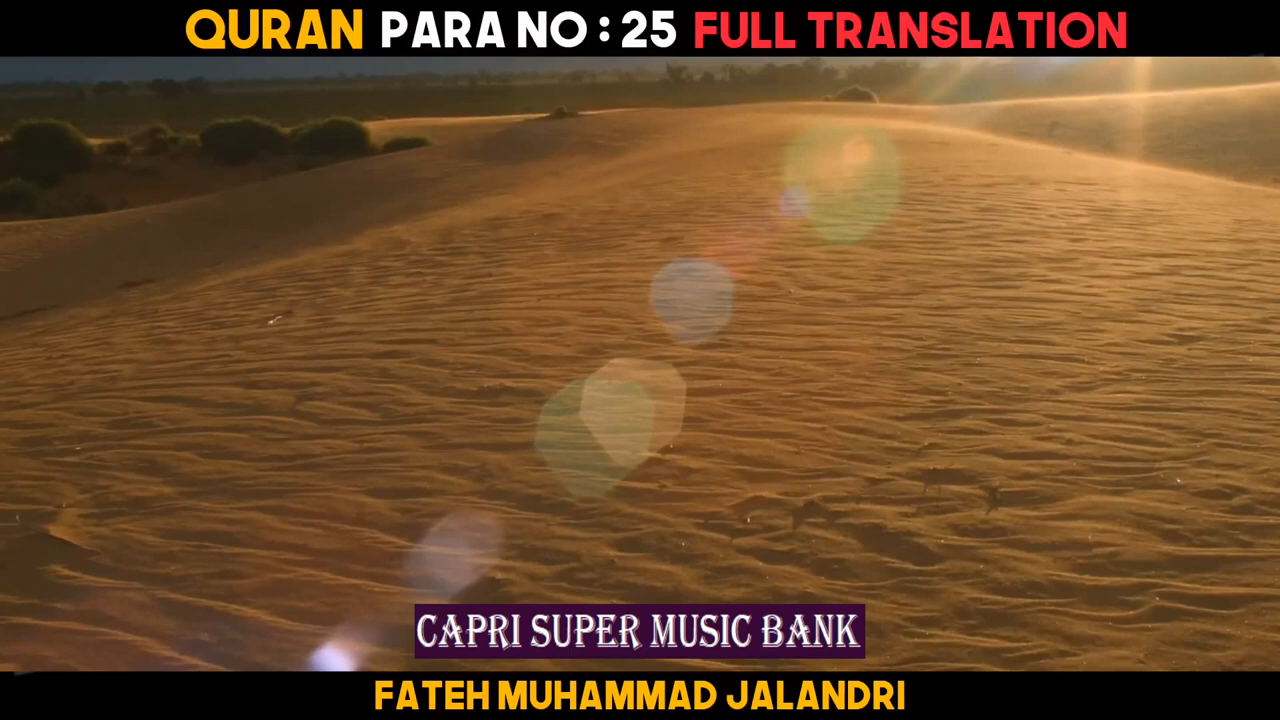 QURAN PARA NO : 25 FULL TRANSLATION
CAPRI SUPER MUSIC BANK
FATEH MUHAMMAD JALANDRI